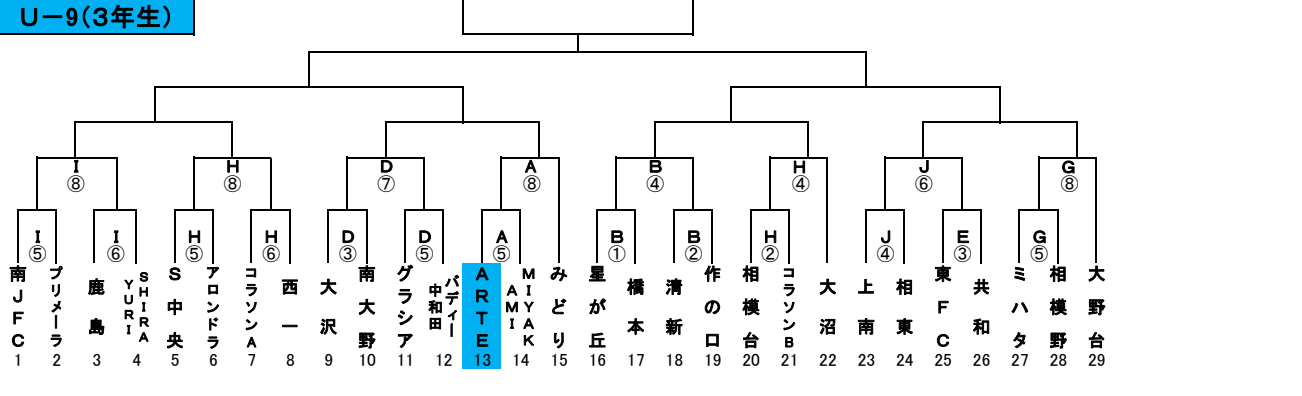 U－9（３年生）
I H D A B H J G
⑧ ⑧ ⑦ ⑧ ④ ④ ⑥ ⑧
I I H H D D A B B H J E G
⑤ ⑥ ⑤ ⑥ ③ ⑤ ⑤ ① ② ② ④ ③ ⑤
南ＪＦＣ
プリメーラ
鹿島
SHIRA
YURI
Ｓ中央
アロンドラ
コラソンA
西一
大沢
南大野
グラシア
バディー
中和田
ARTE
MIYAK
AMI
みどり
星が丘
橋本
清新
作の口
相模台
コラソンB
大沼
上南
相東
東ＦＣ
共和
ミハタ
相模野
大野台
1 2 3 4 5 6 7 8 9 10 11 12 13 14 15 16 17 18 19 20 21 22 23 24 25 26 27 28 29